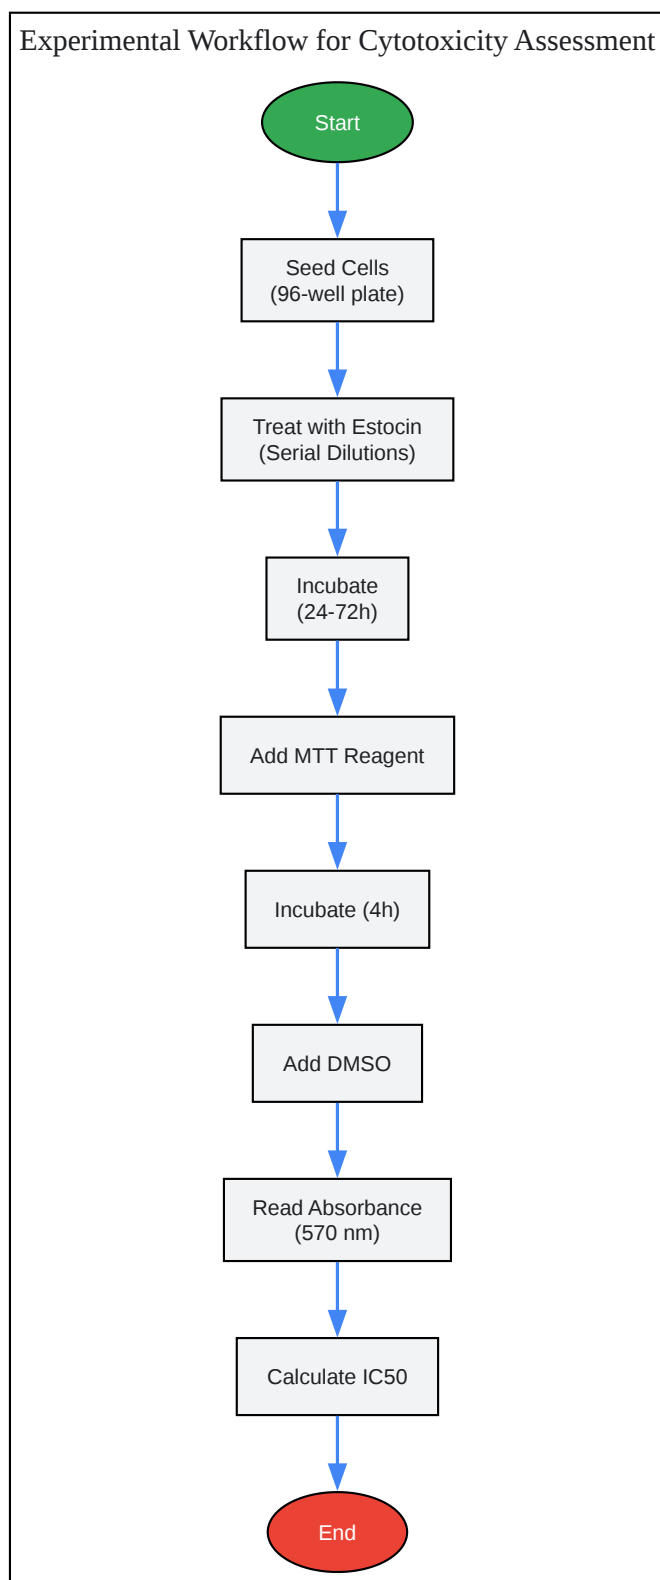 Experimental Workflow for Cytotoxicity Assessment
Start
Seed Cells
(96-well plate)
Treat with Estocin
(Serial Dilutions)
Incubate
(24-72h)
Add MTT Reagent
Incubate (4h)
Add DMSO
Read Absorbance
(570 nm)
Calculate IC50
End